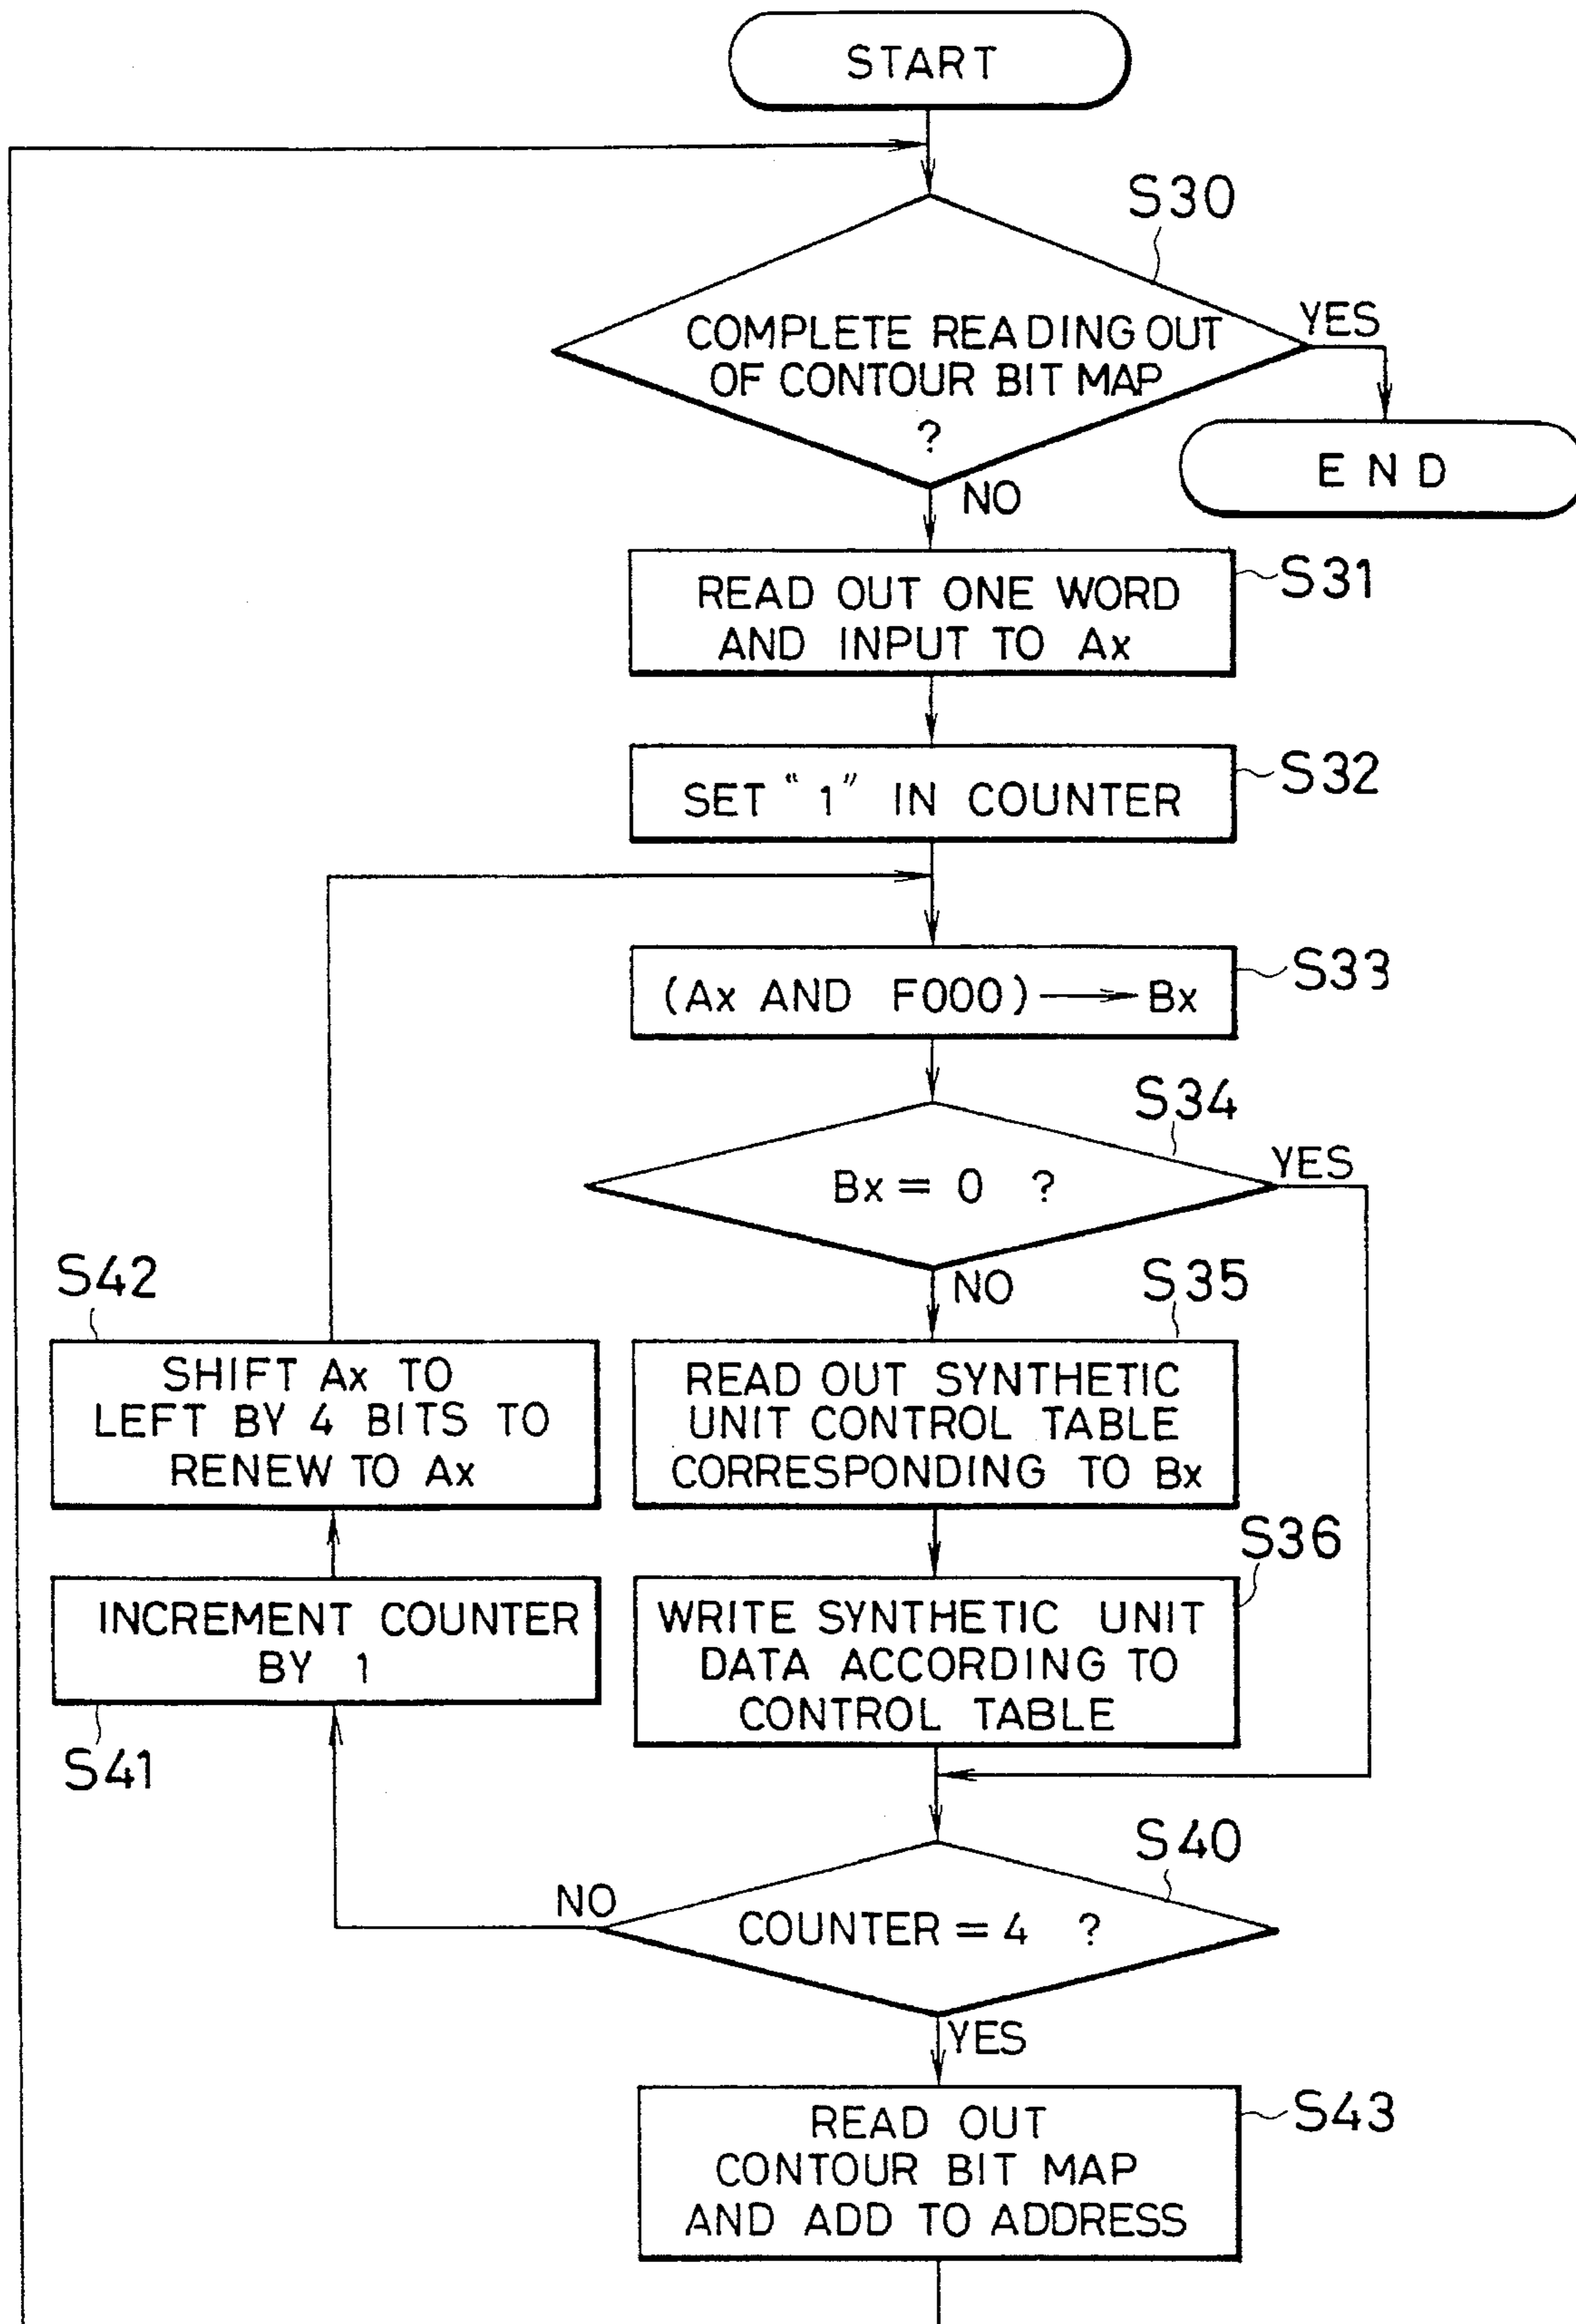 START
S30
COMPLETE READING OUT
OF CONTOUR BIT MAP
?
YES
END
NO
READ OUT ONE WORD
AND INPUT TO Ax
S31
SET "1" IN COUNTER
S32
(Ax AND F000) → Bx
S33
S34
Bx = 0 ?
YES
NO
S42
SHIFT Ax TO
LEFT BY 4 BITS TO
RENEW TO Ax
S35
READ OUT SYNTHETIC
UNIT CONTROL TABLE
CORRESPONDING TO Bx
S36
INCREMENT COUNTER
BY 1
S41
WRITE SYNTHETIC UNIT
DATA ACCORDING TO
CONTROL TABLE
S40
NO
COUNTER = 4 ?
YES
READ OUT
CONTOUR BIT MAP
AND ADD TO ADDRESS
S43